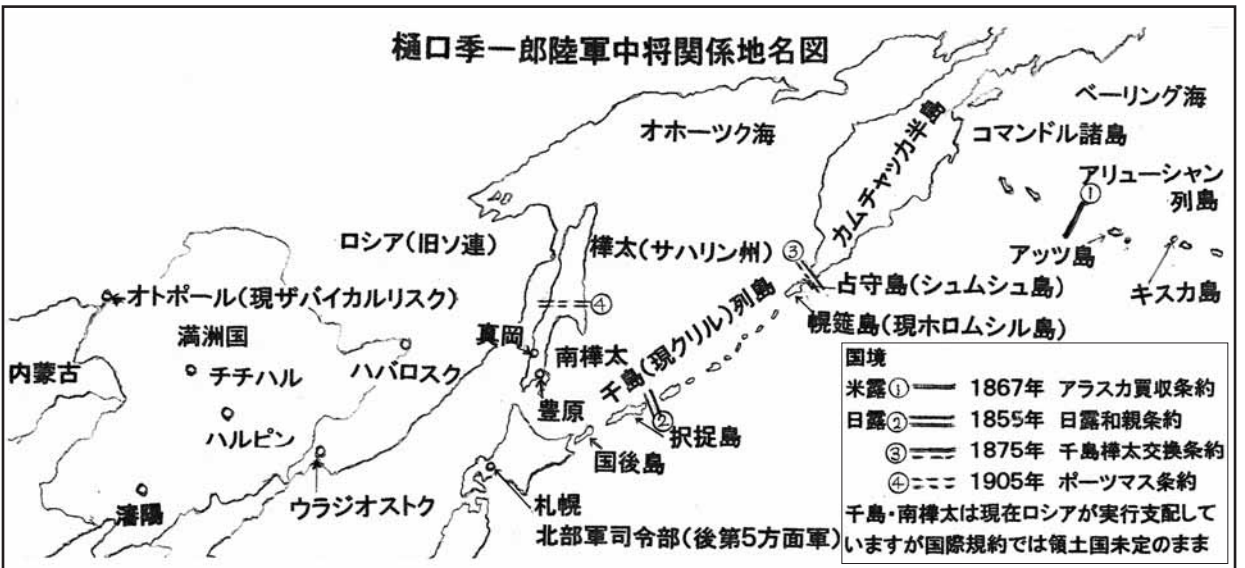 樋口季一郎陸軍中将関係地名図
ベーリング海
オホーツク海
カムチャッカ半島
コマンドル諸島
アリューシャン
列島
①
ロシア(旧ソ連)
樺太(サハリン州)
③
アッツ島
キスカ島
オトポール(現ザバイカルリスク)
④
占守島(シュムシュ島)
幌筵島(現ホロムシル島)
満洲国
真岡
南樺太
千島(現クリル)列島
内蒙古
チチハル
ハバロスク
豊原
②
択捉島
ハルピン
国後島
瀋陽
ウラジオストク
札幌
北部軍司令部(後第5方面軍)
国境
米露① 1867年 アラスカ買収条約
日露② 1855年 日露和親条約
③ 1875年 千島樺太交換条約
④ 1905年 ポーツマス条約
千島・南樺太は現在ロシアが実行支配して
いますが国際規約では領土国未定のまま